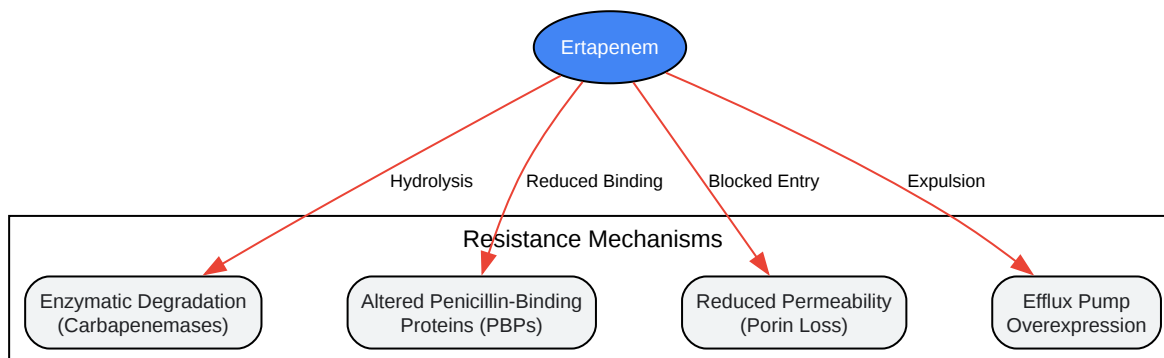 Ertapenem
Hydrolysis
Reduced Binding
Blocked Entry
Expulsion
Resistance Mechanisms
Enzymatic Degradation
(Carbapenemases)
Altered Penicillin-Binding
Proteins (PBPs)
Reduced Permeability
(Porin Loss)
Efflux Pump
Overexpression